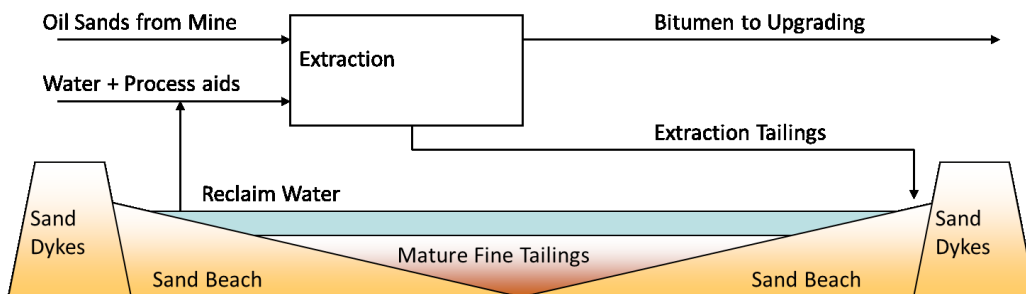 Oil Sands from Mine
Bitumen to Upgrading
Extraction
Water + Process aids
Extraction Tailings
Reclaim Water
Sand
Dykes
Sand
Dykes
Mature Fine Tailings
Sand Beach
Sand Beach